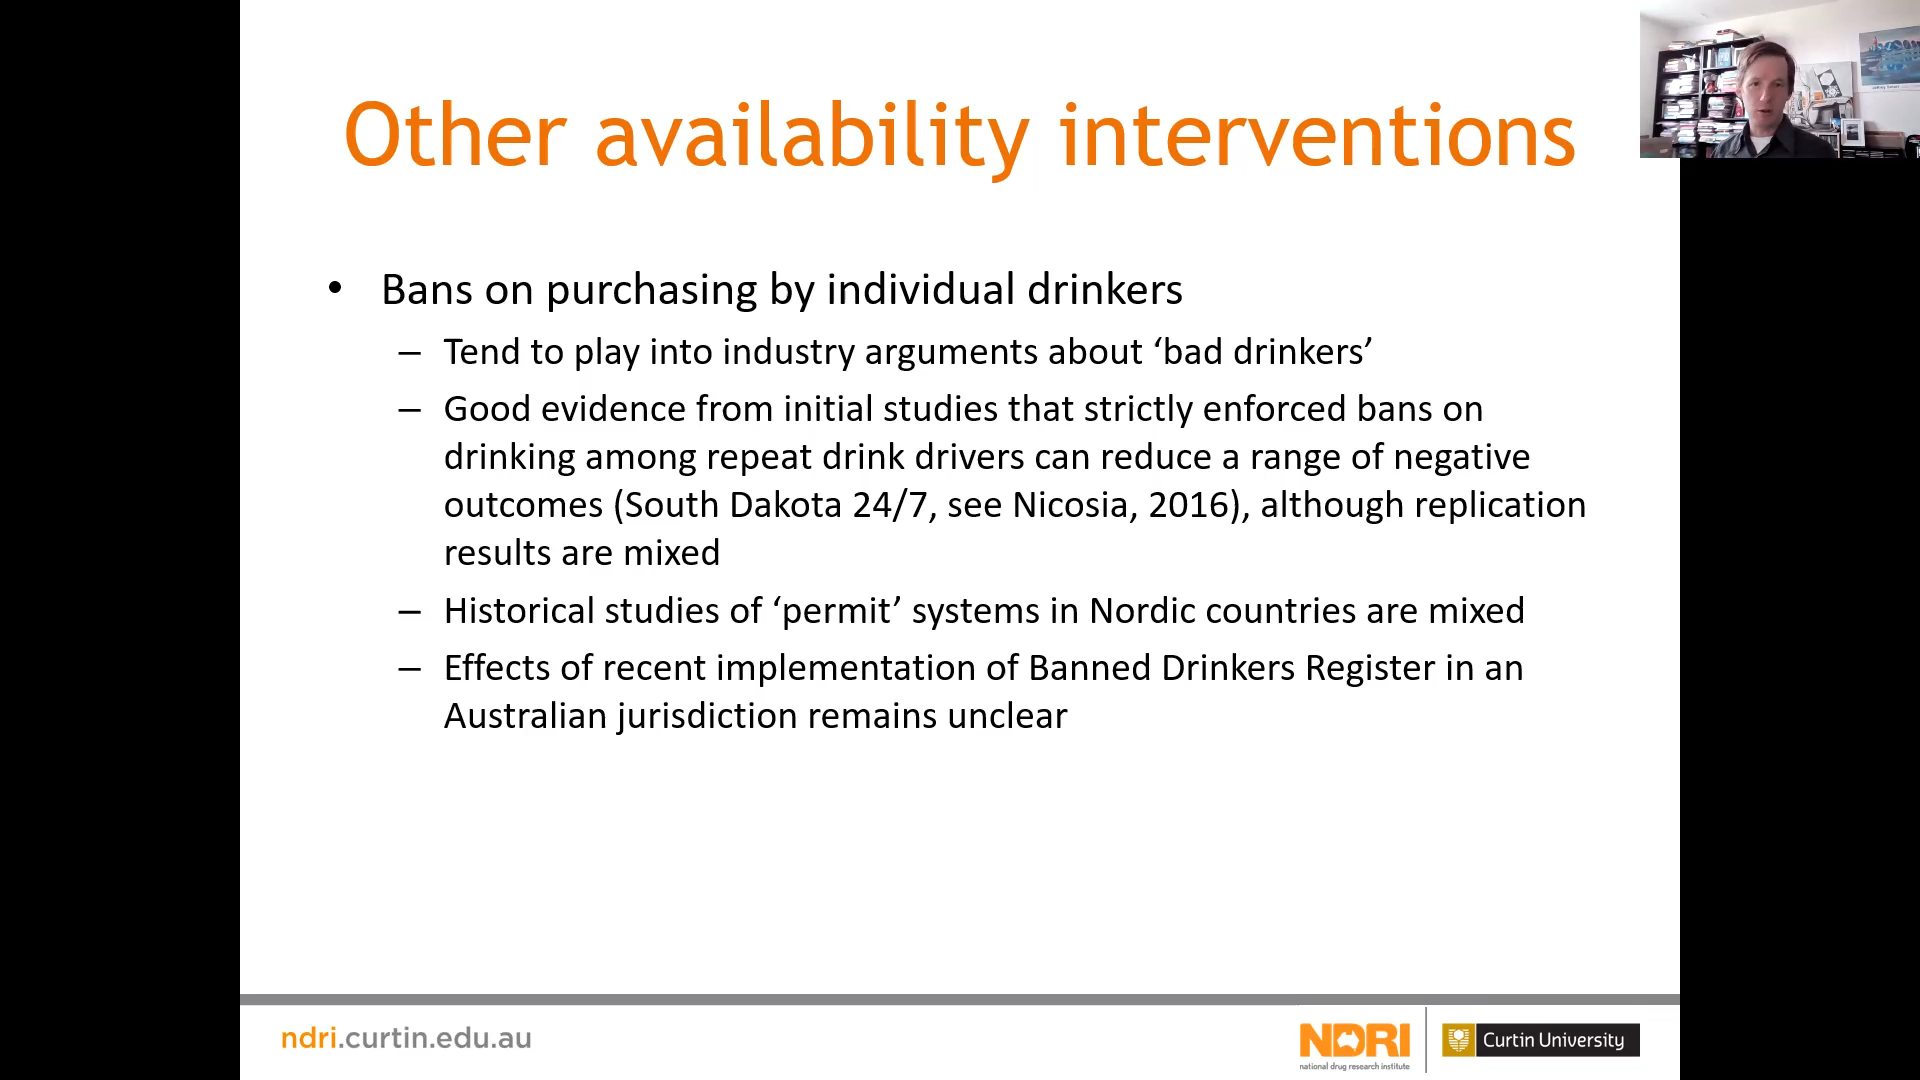 Other availability interventions
• Bans on purchasing by individual drinkers
– Tend to play into industry arguments about ‘bad drinkers’
– Good evidence from initial studies that strictly enforced bans on
drinking among repeat drink drivers can reduce a range of negative
outcomes (South Dakota 24/7, see Nicosia, 2016), although replication
results are mixed
– Historical studies of ‘permit’ systems in Nordic countries are mixed
– Effects of recent implementation of Banned Drinkers Register in an
Australian jurisdiction remains unclear
ndri.curtin.edu.au
NDRI
national drug research institute
Curtin University